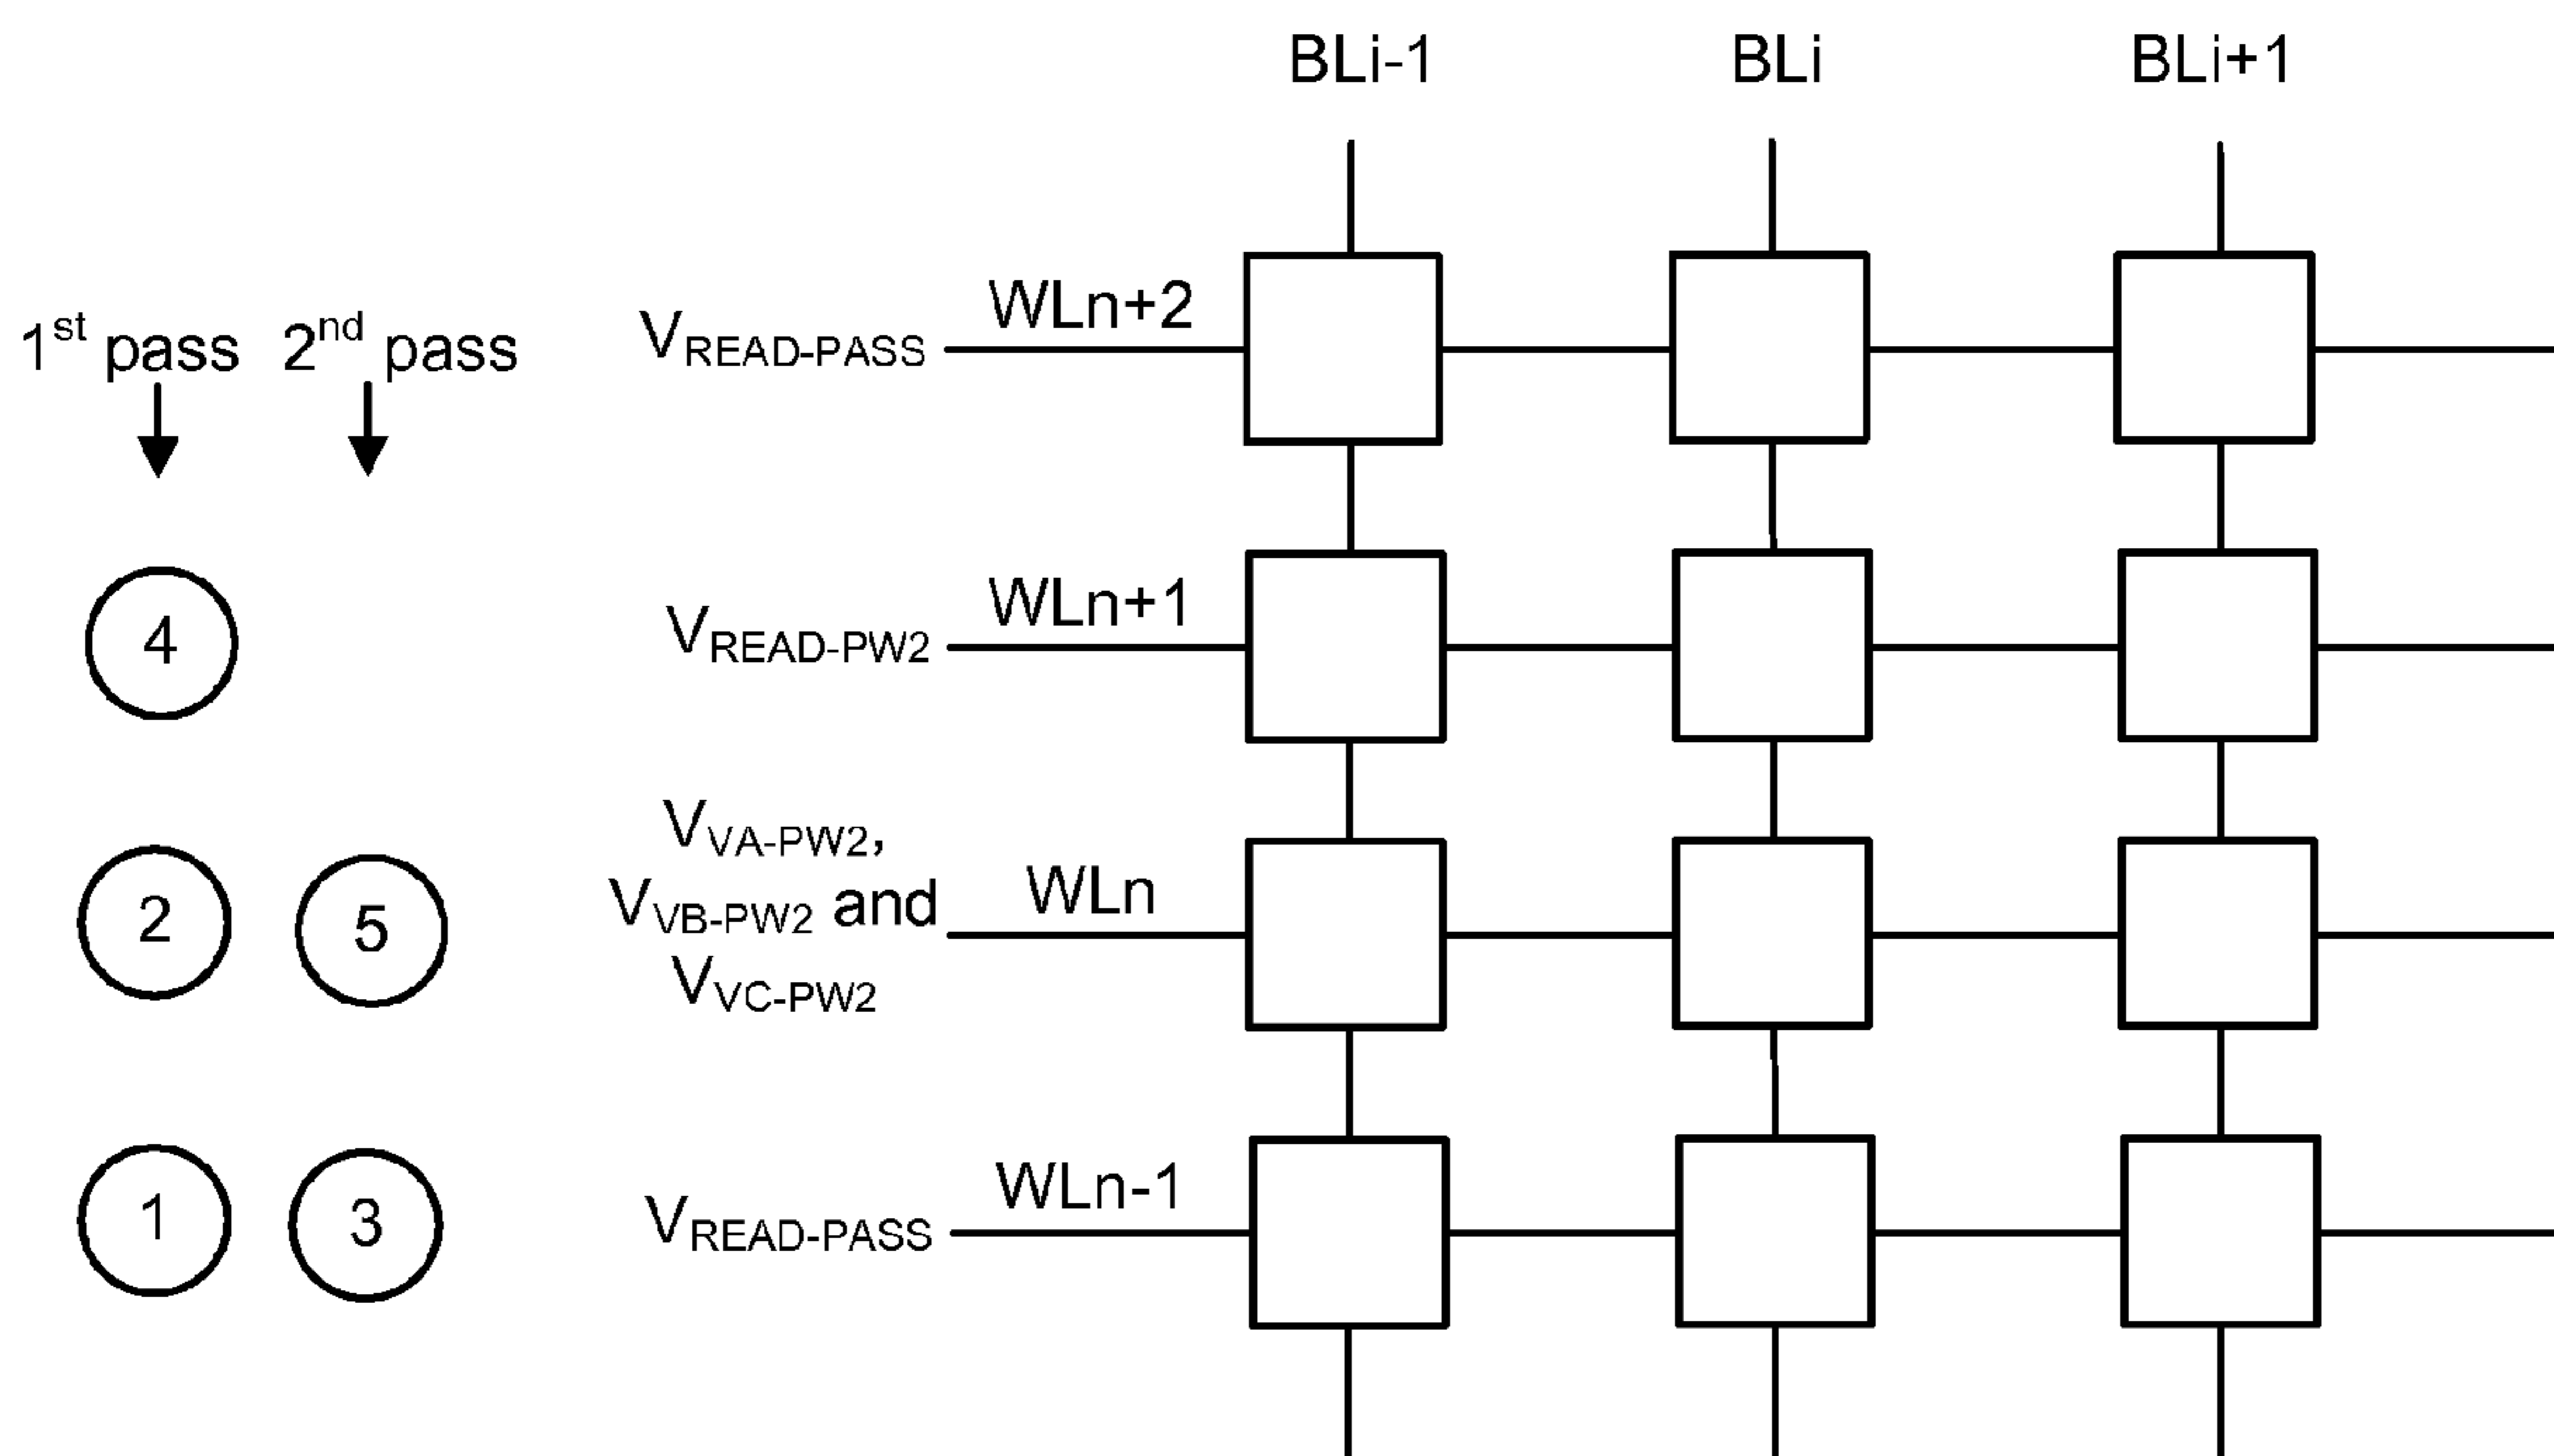 BLi-1 BLi BLi+1
1st pass 2nd pass VREAD-PASS WLn+2
4 VREAD-PW2 WLn+1
VVA-PW2,
2 5 VVB-PW2 and WLn
VVC-PW2
1 3 VREAD-PASS WLn-1